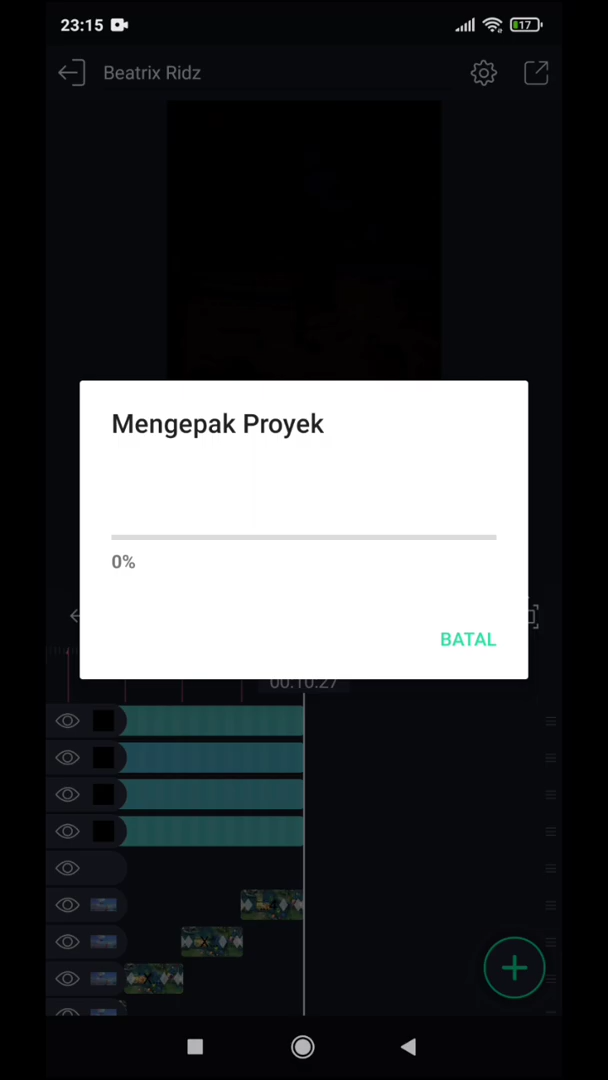 23:15
17
Beatrix Ridz
Mengepak Proyek
0%
BATAL
00:10:27